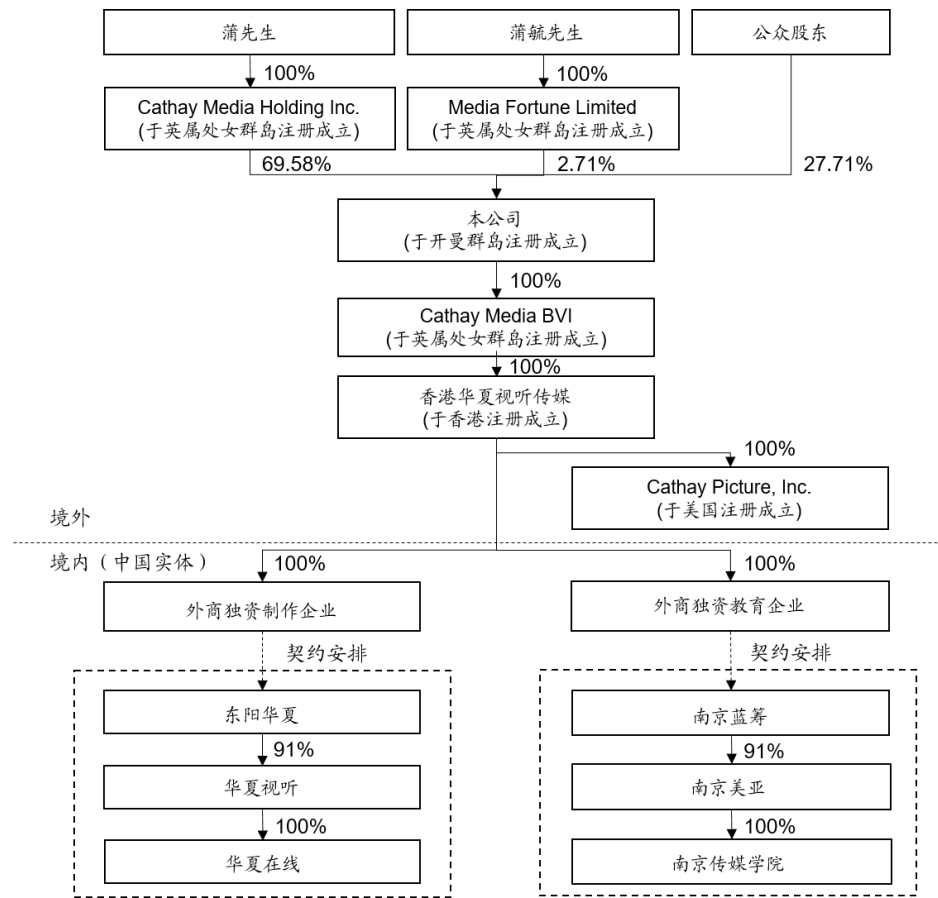 蒲先生
蒲毓先生
公众股东
100%
100%
Cathay Media Holding Inc.
(于英属处女群岛注册成立)
Media Fortune Limited
(于英属处女群岛注册成立)
69.58%
2.71%
27.71%
本公司
(于开曼群岛注册成立)
100%
Cathay Media BVI
(于英属处女群岛注册成立)
100%
香港华夏视听传媒
(于香港注册成立)
100%
Cathay Picture, Inc.
(于美国注册成立)
境外
境内（中国实体）
100%
100%
外商独资制作企业
外商独资教育企业
契约安排
契约安排
东阳华夏
南京蓝筹
91%
91%
华夏视听
南京美亚
100%
100%
华夏在线
南京传媒学院